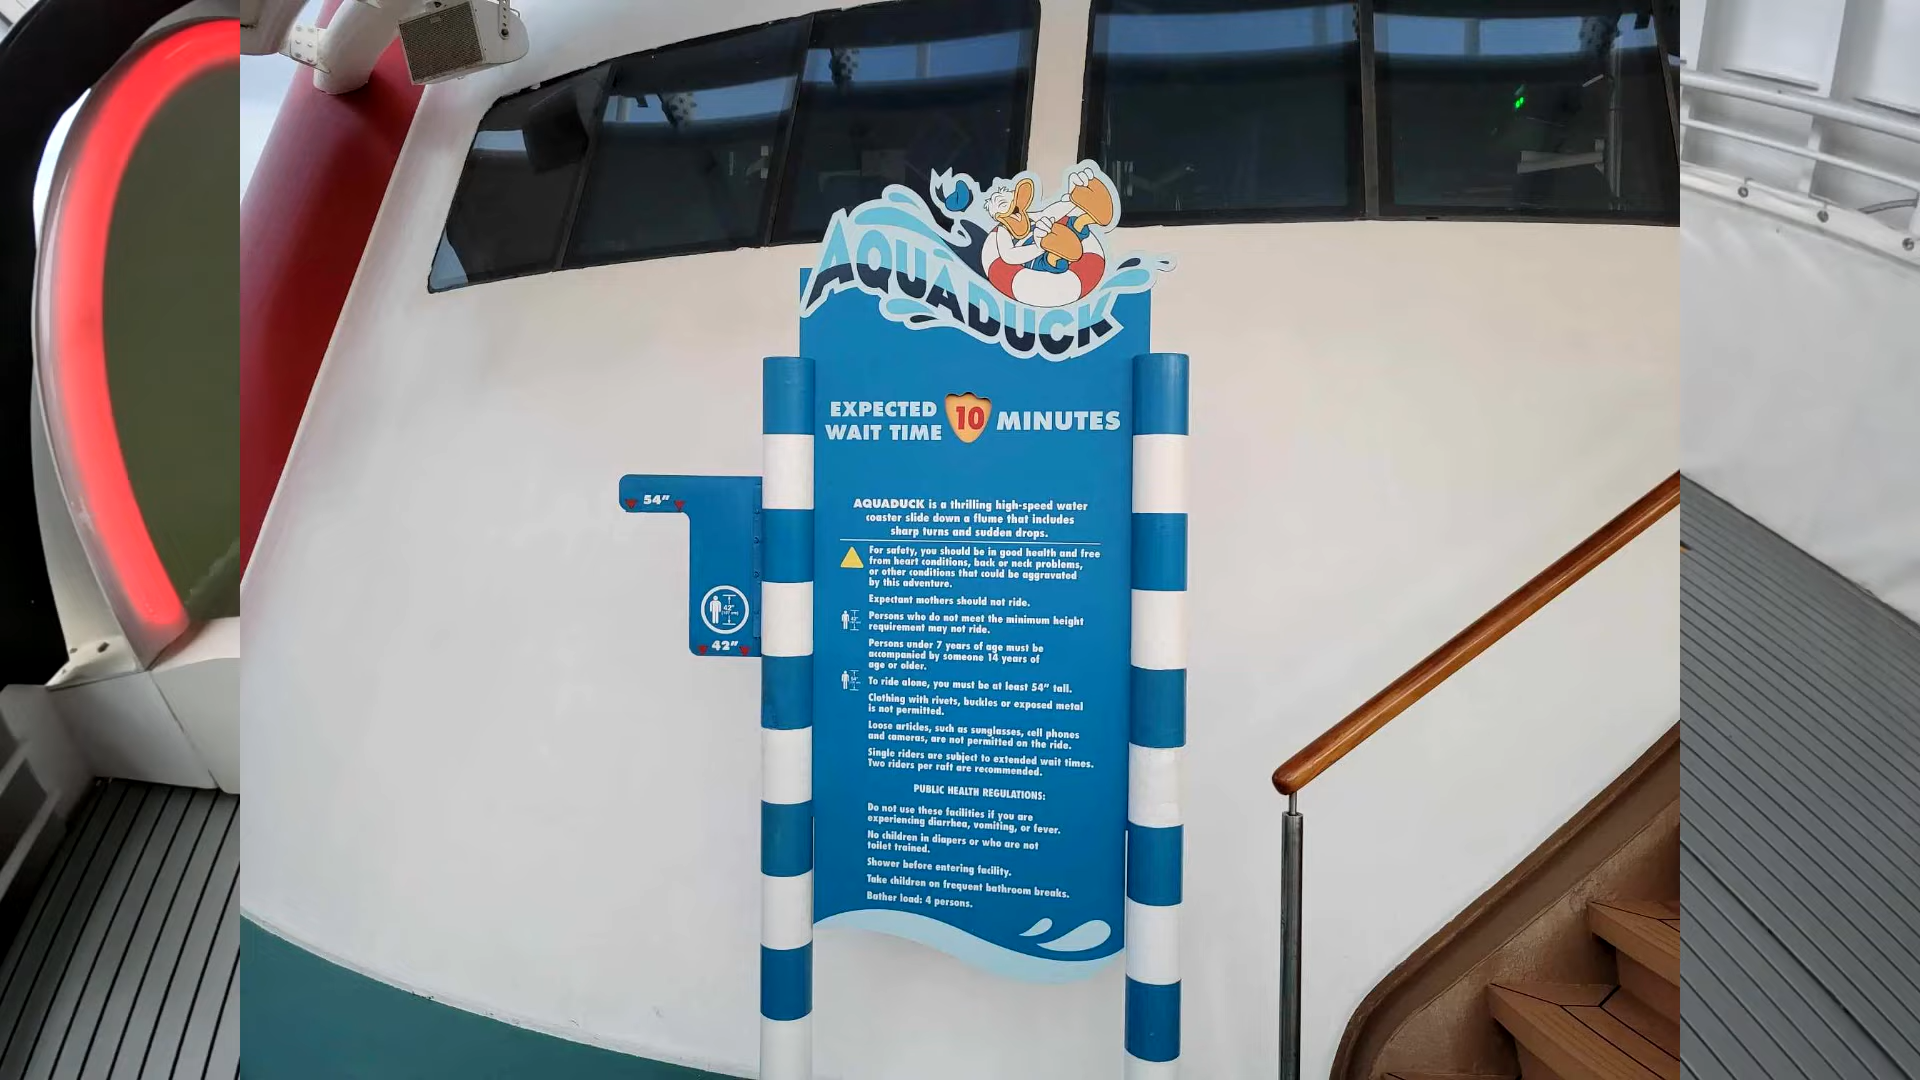 AQUADUCK
EXPECTED
WAIT TIME
10
MINUTES
54"
42"
42"
AQUADUCK is a thrilling high-speed water
coaster slide down a flume that includes
sharp turns and sudden drops.
For safety, you should be in good health and free
from heart conditions, back or neck problems,
or other conditions that could be aggravated
by this adventure.
Expectant mothers should not ride.
Persons who do not meet the minimum height
requirement may not ride.
Persons under 7 years of age must be
accompanied by someone 14 years of
age or older.
To ride alone, you must be at least 54" tall.
Clothing with rivets, buckles or exposed metal
is not permitted.
Loose articles, such as sunglasses, cell phones
and cameras, are not permitted on the ride.
Single riders are subject to extended wait times.
Two riders per raft are recommended.
PUBLIC HEALTH REGULATIONS:
Do not use these facilities if you are
experiencing diarrhea, vomiting, or fever.
No children in diapers or who are not
toilet trained.
Shower before entering facility.
Take children on frequent bathroom breaks.
Bather load: 4 persons.